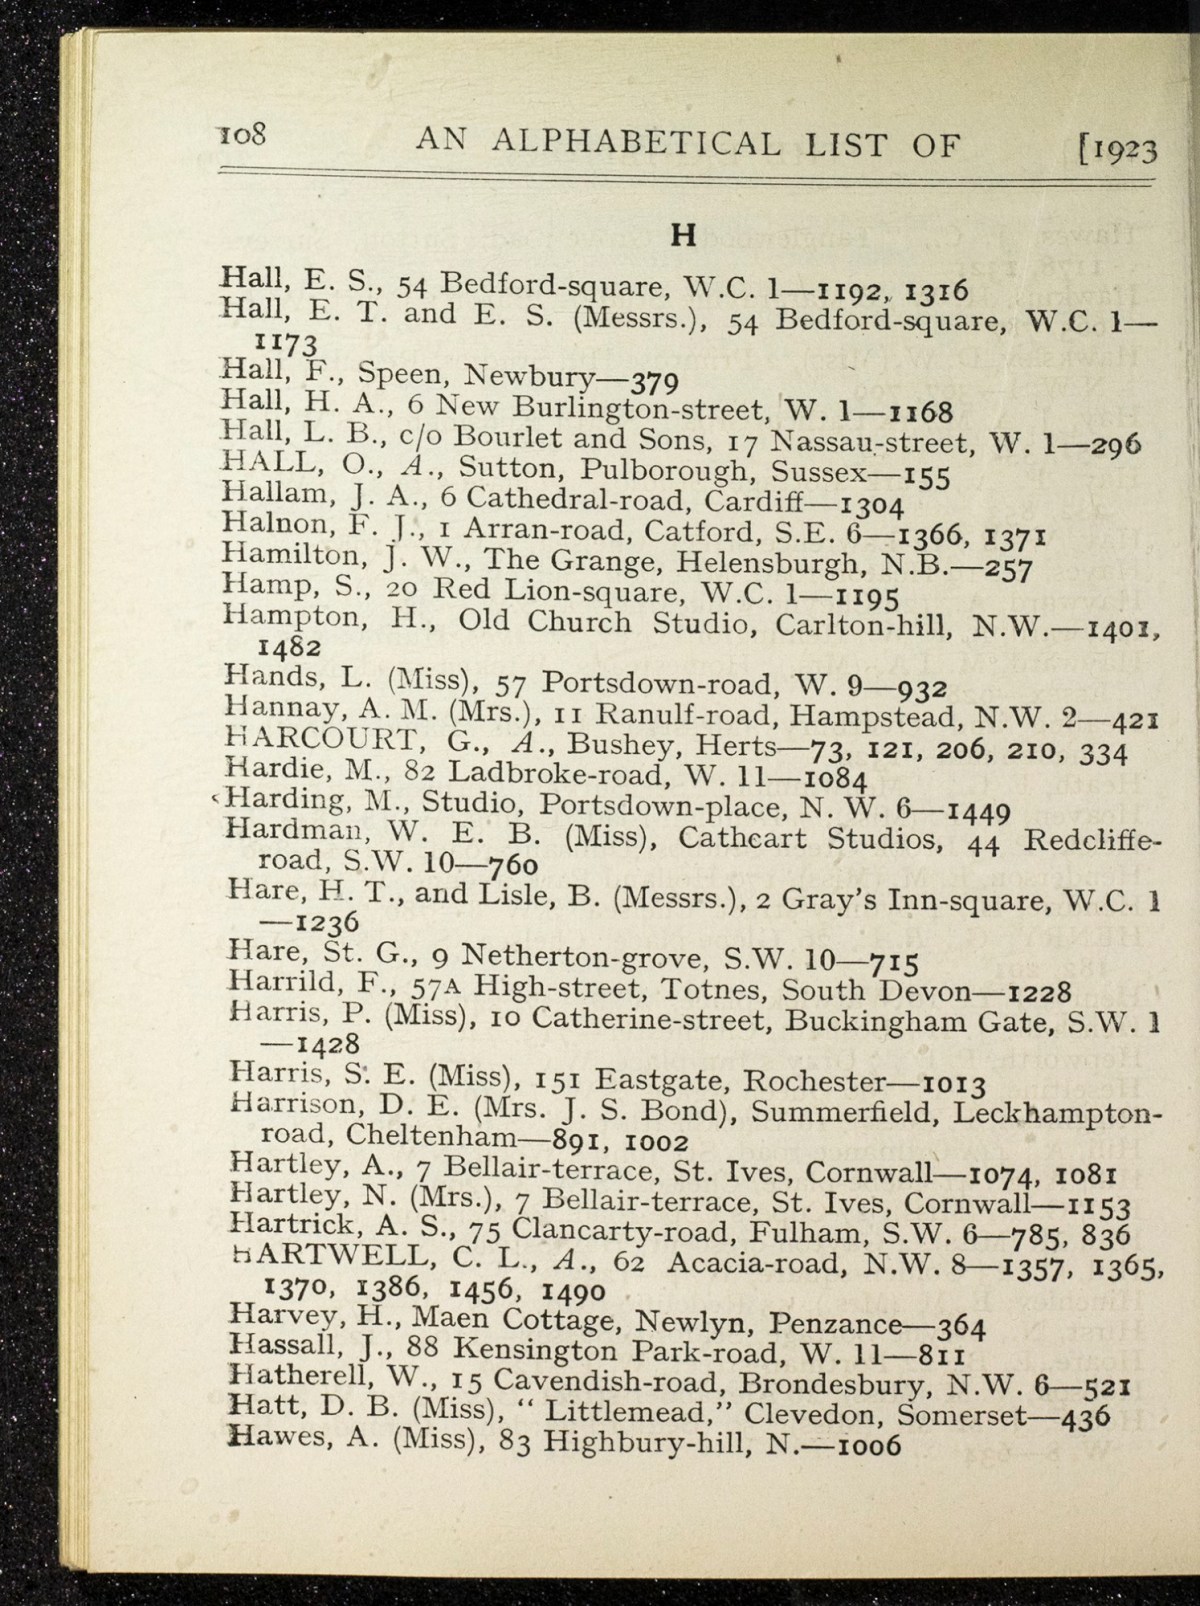 108 AN ALPHABETICAL LIST OF [1923
H
Hall, E. S., 54 Bedford-square, W.C. 1—1192, 1316
Hall, E. T. and E. S. (Messrs.), 54 Bedford-square, W.C. 1—
1173
Hall, F., Speen, Newbury—379
Hall, H. A., 6 New Burlington-street, W. 1—1168
Hall, L. B., c/o Bourlet and Sons, 17 Nassau-street, W. 1—296
HALL, O., A., Sutton, Pulborough, Sussex—155
Hallam, J. A., 6 Cathedral-road, Cardiff—1304
Halnon, F. J., 1 Arran-road, Catford, S.E. 6—1366, 1371
Hamilton, J. W., The Grange, Helensburgh, N.B.—257
Hamp, S., 20 Red Lion-square, W.C. 1—1195
Hampton, H., Old Church Studio, Carlton-hill, N.W.—1401,
1482
Hands, L. (Miss), 57 Portsdown-road, W. 9—932
Hannay, A. M. (Mrs.), 11 Ranulf-road, Hampstead, N.W. 2—421
HARCOURT, G., A., Bushey, Herts—73, 121, 206, 210, 334
Hardie, M., 82 Ladbroke-road, W. 11—1084
Harding, M., Studio, Portsdown-place, N. W. 6—1449
Hardman, W. E. B. (Miss), Cathcart Studios, 44 Redcliffe-
road, S.W. 10—760
Hare, H. T., and Lisle, B. (Messrs.), 2 Gray's Inn-square, W.C. 1
—1236
Hare, St. G., 9 Netherton-grove, S.W. 10—715
Harrild, F., 57A High-street, Totnes, South Devon—1228
Harris, P. (Miss), 10 Catherine-street, Buckingham Gate, S.W. 1
—1428
Harris, S. E. (Miss), 151 Eastgate, Rochester—1013
Harrison, D. E. (Mrs. J. S. Bond), Summerfield, Leckhampton-
road, Cheltenham—891, 1002
Hartley, A., 7 Bellair-terrace, St. Ives, Cornwall—1074, 1081
Hartley, N. (Mrs.), 7 Bellair-terrace, St. Ives, Cornwall—1153
Hartrick, A. S., 75 Clancarty-road, Fulham, S.W. 6—785, 836
HARTWELL, C. L., A., 62 Acacia-road, N.W. 8—1357, 1365,
1370, 1386, 1456, 1490
Harvey, H., Maen Cottage, Newlyn, Penzance—364
Hassall, J., 88 Kensington Park-road, W. 11—811
Hatherell, W., 15 Cavendish-road, Brondesbury, N.W. 6—521
Hatt, D. B. (Miss), "Littlemead," Clevedon, Somerset—436
Hawes, A. (Miss), 83 Highbury-hill, N.—1006